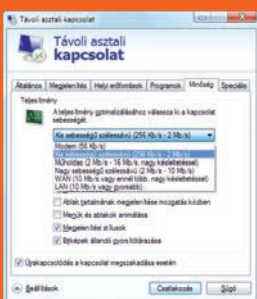 Távoli asztali kapcsolat
Távoli asztali
kapcsolat
Általános Megjelenítés Helyi erőforrások Programok Minőség Speciális
Teljesítmény
A teljesítmény optimalizálásához válassza ki a kapcsolat
sebességét.
Kis sebességű szélessávú (256 Kb/s - 2 Mb/s)
Modem (56 Kb/s)
Kis sebességű szélessávú (256 Kb/s - 2 Mb/s)
Műholdas (2 Mb/s - 16 Mb/s, nagy késleltetéssel)
Nagy sebességű szélessávú (2 Mb/s - 10 Mb/s)
WAN (10 Mb/s vagy ennél több, nagy késleltetéssel)
LAN (10 Mb/s vagy gyorsabb)
Ablak tartalmának megjelenítése mozgatás közben
Menük és ablakok animálása
Megjelenítési stílusok
Bitképek állandó gyorsítótárazása
Újrakapcsolódás a kapcsolat megszakadása esetén
Beállítások Csatlakozás Súgó